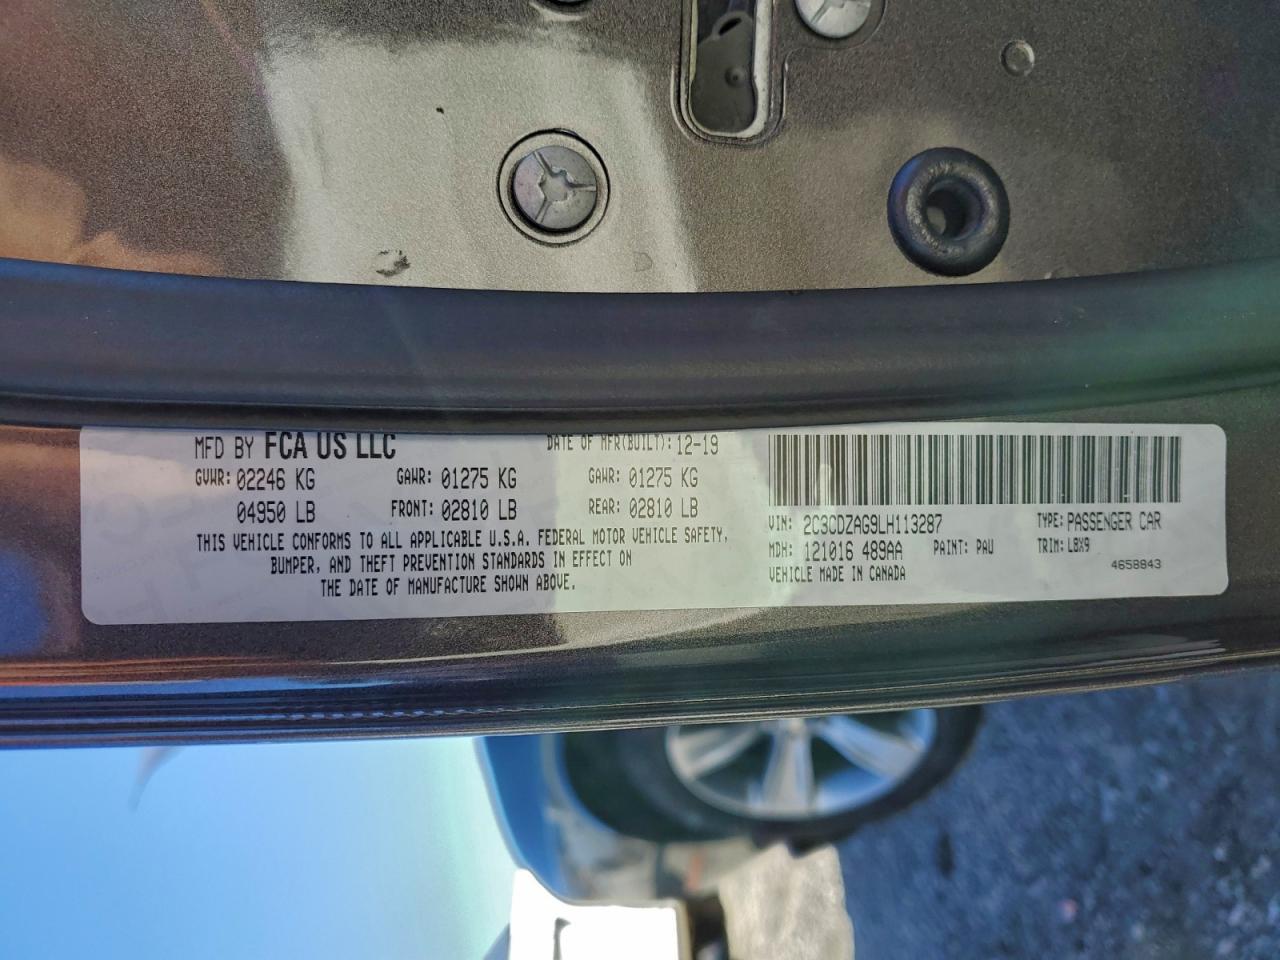 MFD BY FCA US LLC DATE OF MFR(BUILT): 12-19
GVWR: 02246 KG GAWR: 01275 KG GAWR: 01275 KG
04950 LB FRONT: 02810 LB REAR: 02810 LB
THIS VEHICLE CONFORMS TO ALL APPLICABLE U.S.A. FEDERAL MOTOR VEHICLE SAFETY,
BUMPER, AND THEFT PREVENTION STANDARDS IN EFFECT ON
THE DATE OF MANUFACTURE SHOWN ABOVE.
VIN: 2C3CDZAG9LH113287 TYPE: PASSENGER CAR
MDH: 121016 489AA PAINT: PAU TRIM: LBX9
VEHICLE MADE IN CANADA 4658843